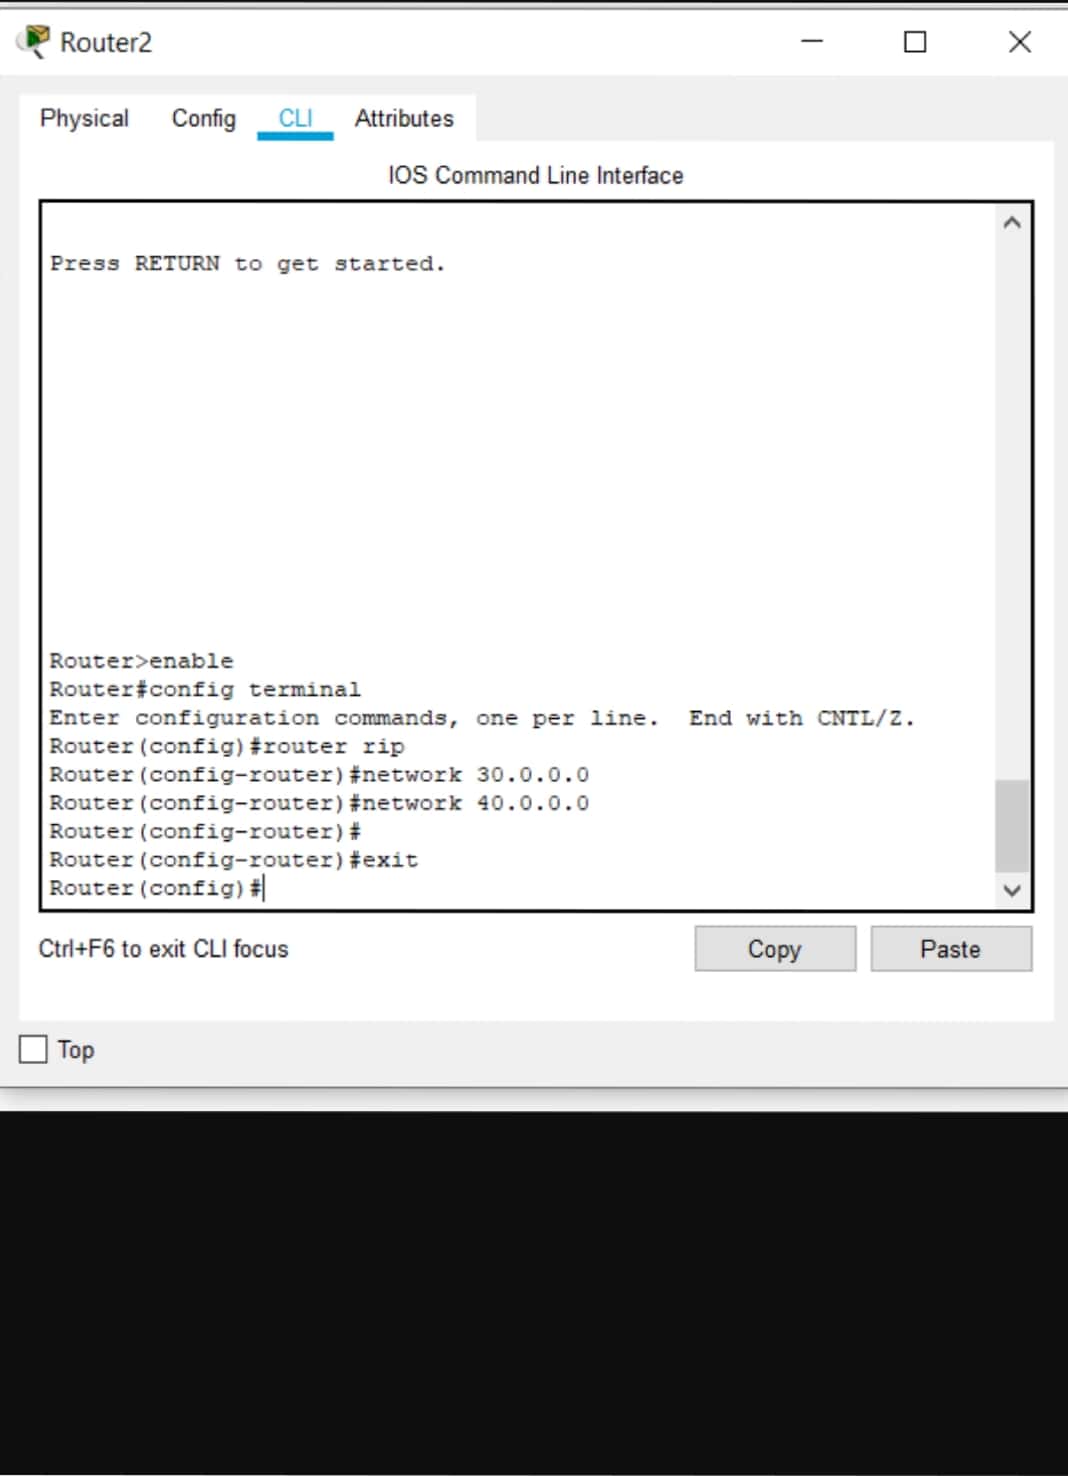 Router2
Physical Config CLI Attributes
IOS Command Line Interface
Press RETURN to get started.
Router>enable
Router#config terminal
Enter configuration commands, one per line.  End with CNTL/Z.
Router(config)#router rip
Router(config-router)#network 30.0.0.0
Router(config-router)#network 40.0.0.0
Router(config-router)#
Router(config-router)#exit
Router(config)#
Ctrl+F6 to exit CLI focus
Copy Paste
Top